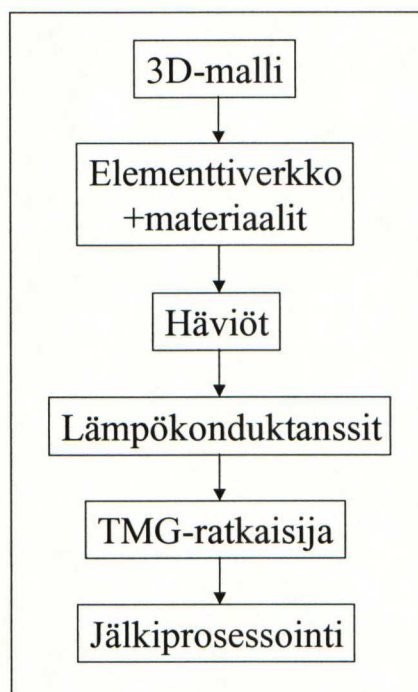 3D-malli
Elementtiverkko
+materiaalit
Häviöt
Lämpökonduktanssit
TMG-ratkaisija
Jälkiprosessointi